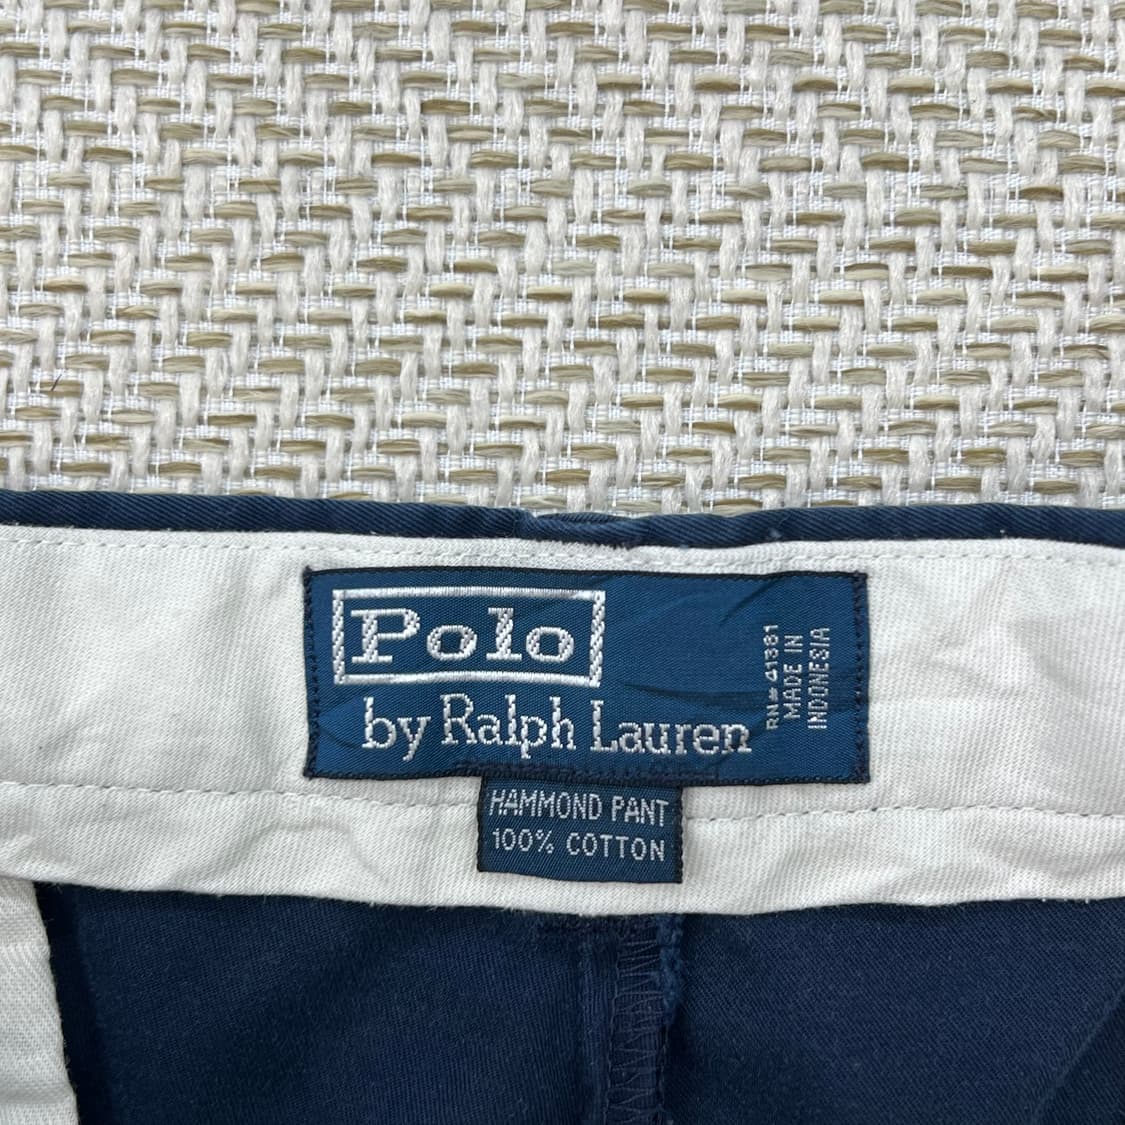 Polo
by Ralph Lauren
RN# 41381
MADE IN
INDONESIA
HAMMOND PANT
100% COTTON